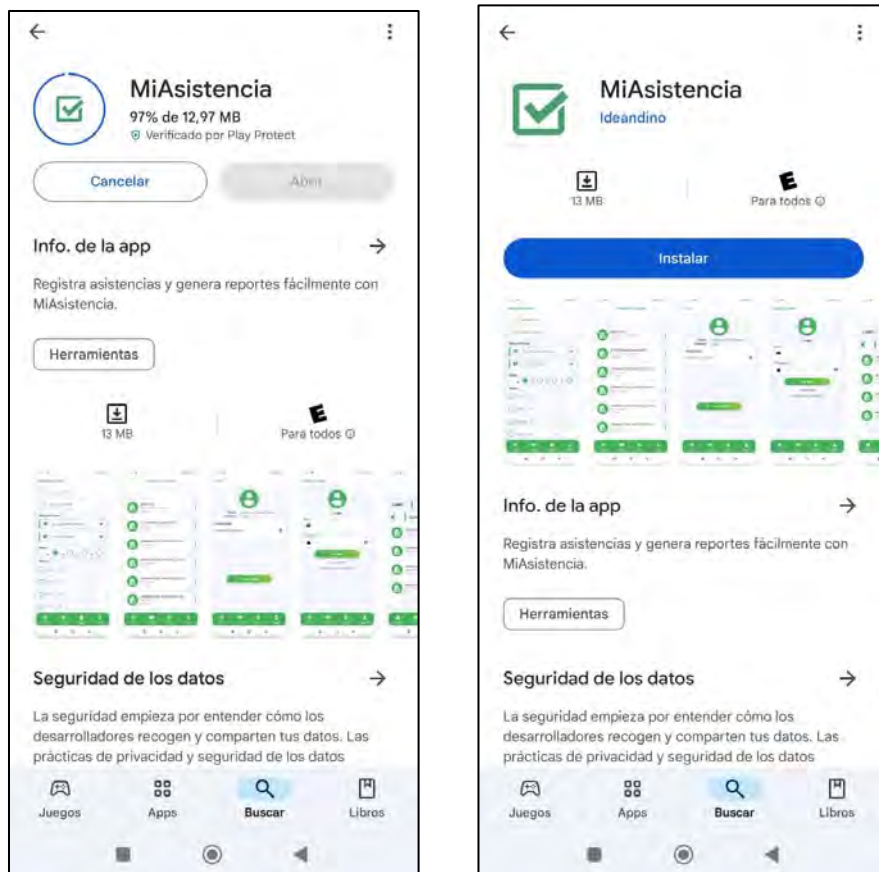 MiAsistencia
97% de 12,97 MB
Verificado por Play Protect
Cancelar
Abrir
Info. de la app
Registra asistencias y genera reportes fácilmente con
MiAsistencia.
Herramientas
13 MB
E
Para todos
Seguridad de los datos
La seguridad empieza por entender cómo los
desarrolladores recogen y comparten tus datos. Las
prácticas de privacidad y seguridad de los datos
Juegos
Apps
Buscar
Libros
MiAsistencia
Ideandino
13 MB
E
Para todos
Instalar
Info. de la app
Registra asistencias y genera reportes fácilmente con
MiAsistencia.
Herramientas
Seguridad de los datos
La seguridad empieza por entender cómo los
desarrolladores recogen y comparten tus datos. Las
prácticas de privacidad y seguridad de los datos
Juegos
Apps
Buscar
Libros